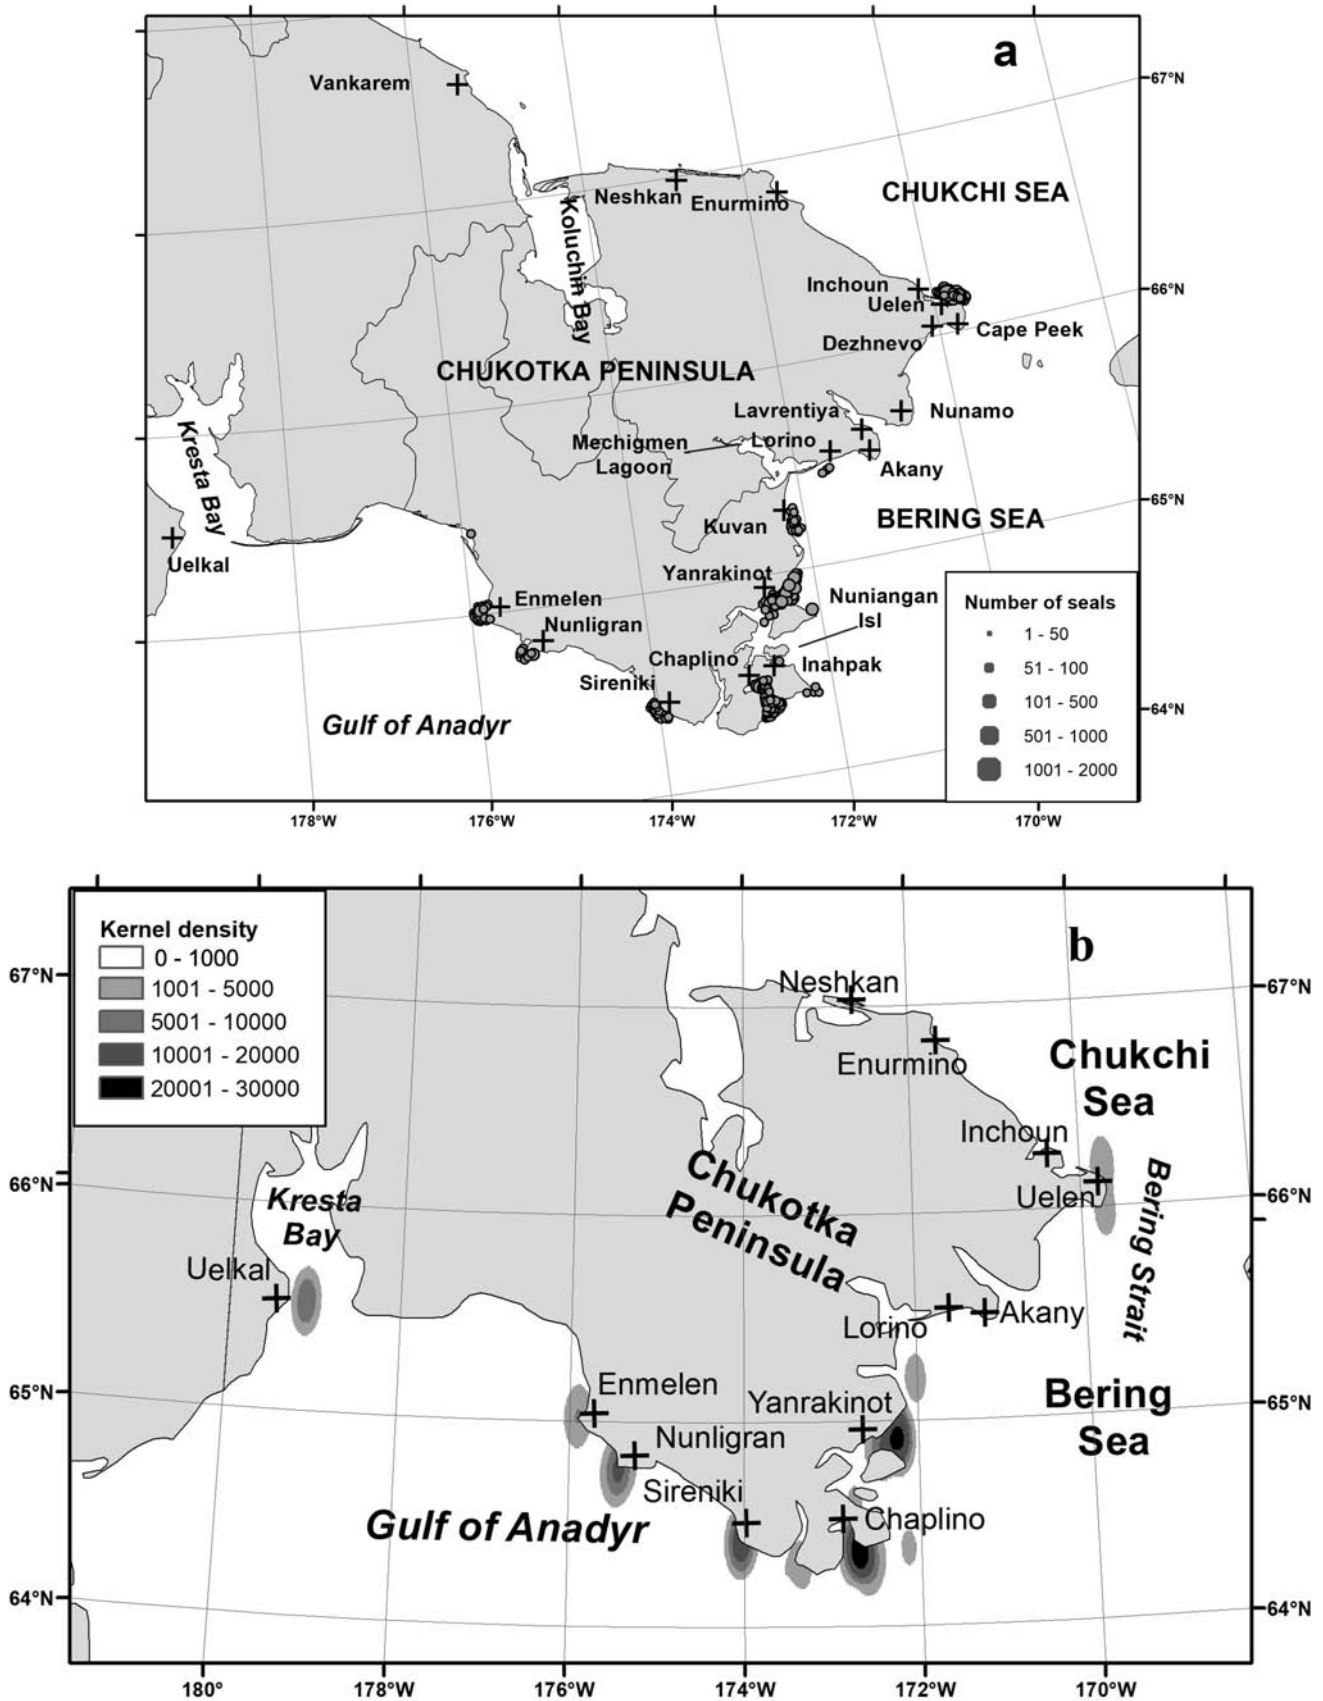 a
Vankarem
67°N
Neshkan
Enurmino
CHUKCHI SEA
Koluchin Bay
Inchoun
66°N
Uelen
Cape Peek
Dezhnevo
CHUKOTKA PENINSULA
Lavrentiya
Nunamo
Mechigmen
Lagoon
Lorino
Akany
Kresta Bay
65°N
Kuvan
BERING SEA
Uelkal
Yanrakinot
Nuniangan
Isl
Enmelen
Nunligran
Chaplino
Inahpak
Sireniki
Gulf of Anadyr
64°N
Number of seals
1 - 50
51 - 100
101 - 500
501 - 1000
1001 - 2000
178°W
176°W
174°W
172°W
170°W
Kernel density
0 - 1000
1001 - 5000
5001 - 10000
10001 - 20000
20001 - 30000
b
67°N
Neshkan
67°N
Enurmino
Chukchi
Sea
Inchoun
Chukotka
Peninsula
66°N
Kresta
Bay
Uelen
66°N
Bering Strait
Uelkal
Lorino
Akany
65°N
Enmelen
Yanrakinot
Bering
Sea
65°N
Nunligran
Sireniki
Gulf of Anadyr
Chaplino
64°N
64°N
180°
178°W
176°W
174°W
172°W
170°W